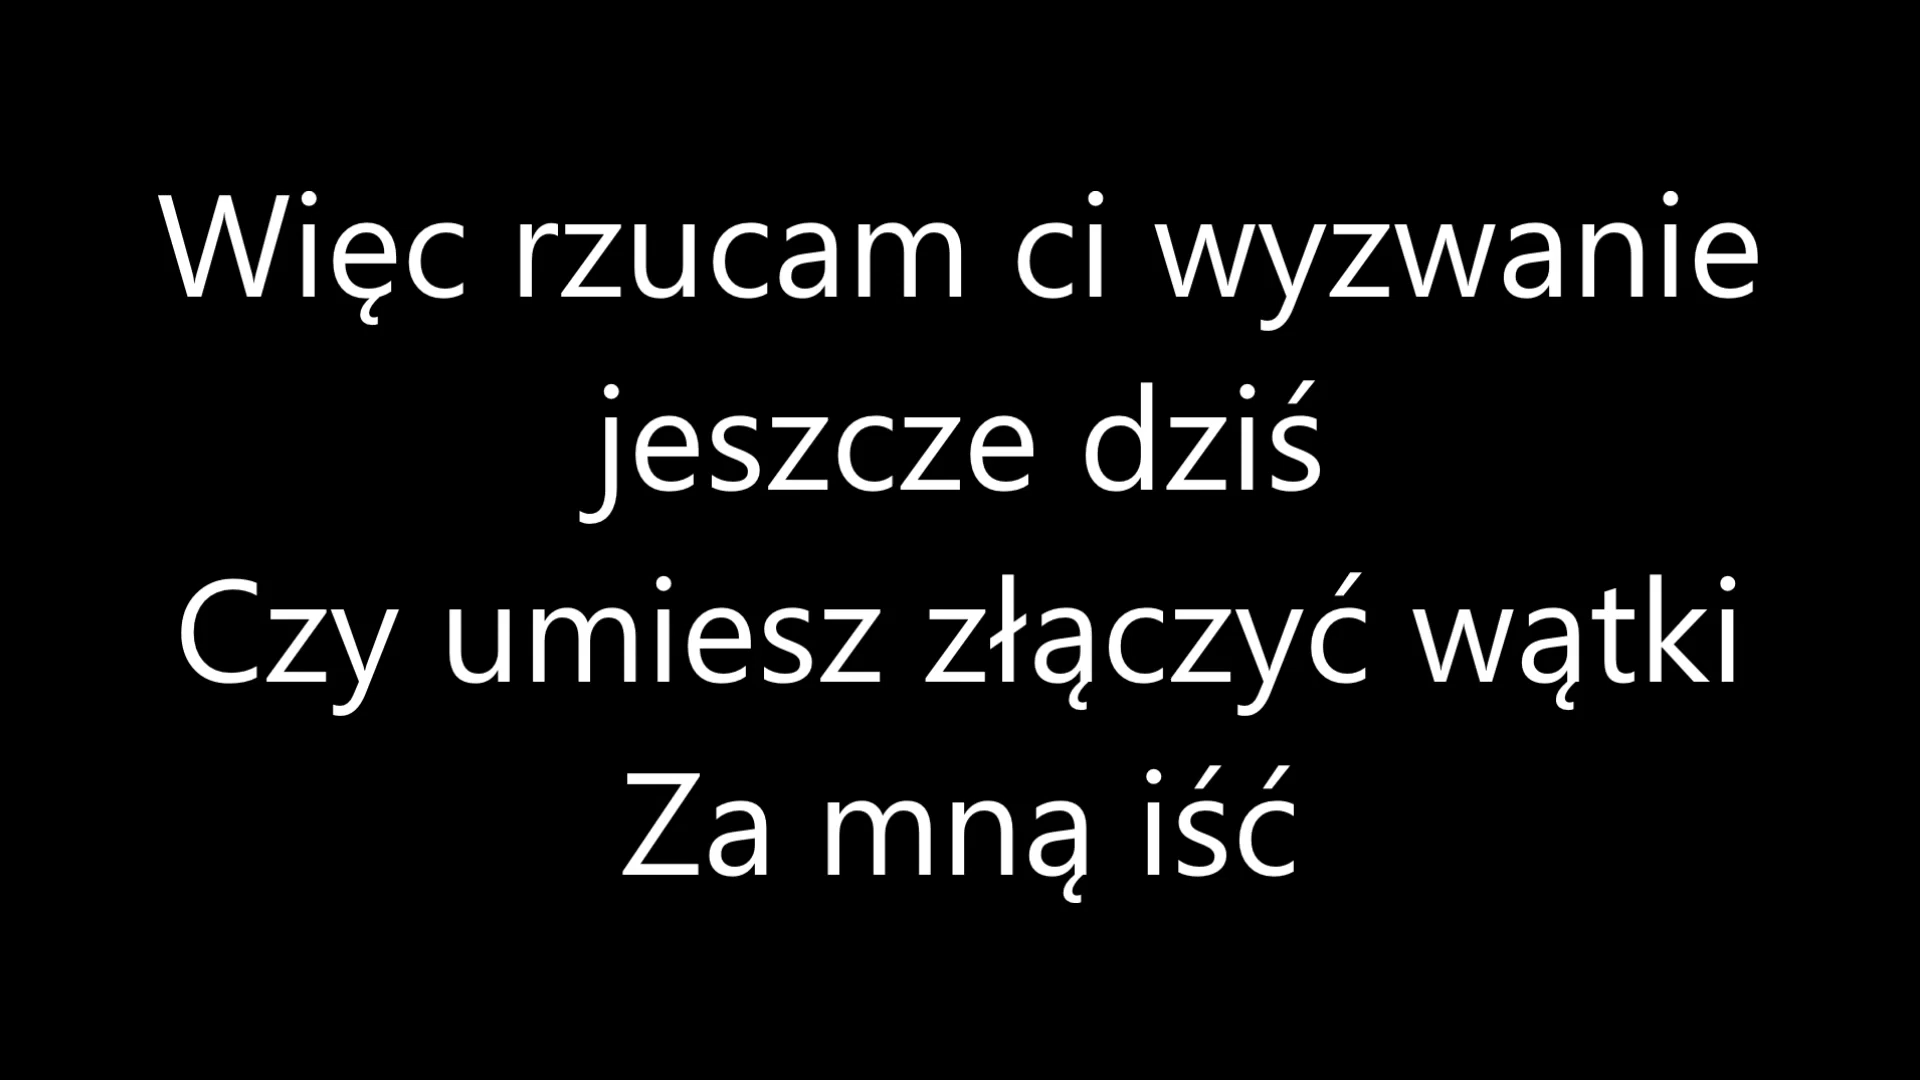 Więc rzucam ci wyzwanie
jeszcze dziś
Czy umiesz złączyć wątki
Za mną iść